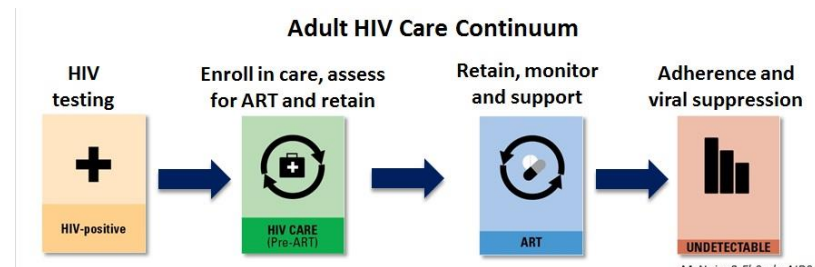 Adult HIV Care Continuum
HIV
testing
Enroll in care, assess
for ART and retain
Retain, monitor
and support
Adherence and
viral suppression
HIV-positive
HIV CARE
(Pre-ART)
ART
UNDETECTABLE